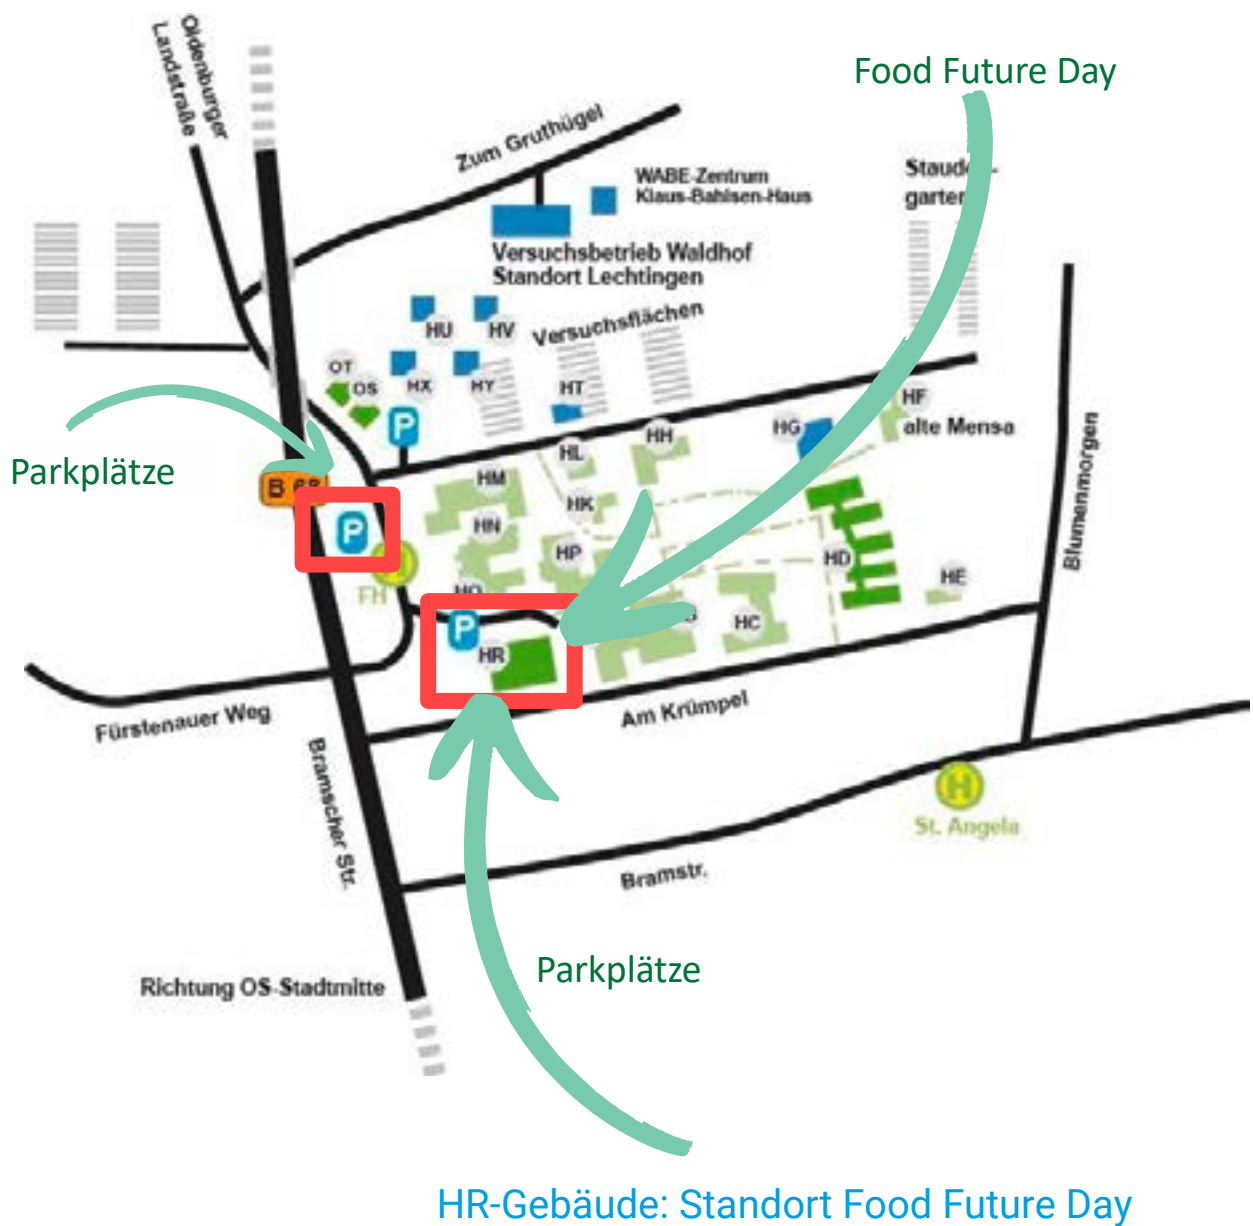 Oldenburger
Landstraße
Food Future Day
Zum Gruthügel
WABE-Zentrum
Klaus-Bahlsen-Haus
Versuchsbetrieb Waldhof
Standort Lechtingen
garten
HU
HV
Versuchsflächen
OT
OS
HX
HY
HT
P
HF
alte Mensa
HG
HH
HL
Parkplätze
B 68
HM
HK
HN
P
H
FH
HP
HD
HE
Blumenmorgen
P
HR
HC
Am Krümpel
Fürstenauer Weg
Bramscher Str.
H
St. Angela
Bramstr.
Parkplätze
Richtung OS-Stadtmitte
HR-Gebäude: Standort Food Future Day